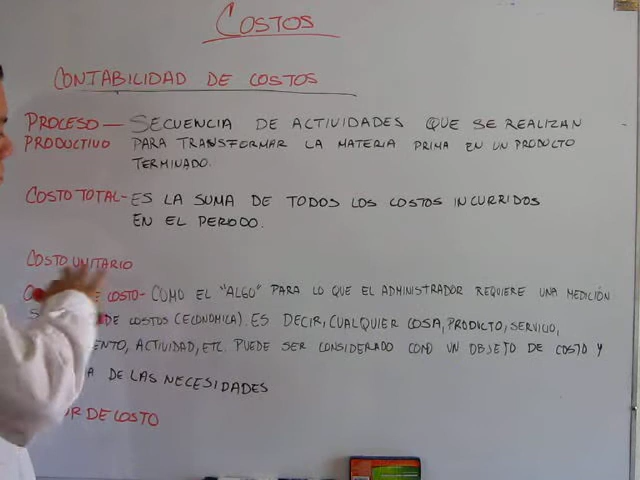 COSTOS
CONTABILIDAD DE COSTOS
PROCESO — SECUENCIA DE ACTIVIDADES QUE SE REALIZAN
PRODUCTIVO PARA TRANSFORMAR LA MATERIA PRIMA EN UN PRODUCTO
TERMINADO.
COSTO TOTAL - ES LA SUMA DE TODOS LOS COSTOS INCURRIDOS
EN EL PERIODO.
COSTO UNITARIO
COSTO - COMO EL "ALGO" PARA LO QUE EL ADMINISTRADOR REQUIERE UNA MEDICIÓN
DE COSTOS (ECONOMICA). ES DECIR, CUALQUIER COSA, PRODUCTO, SERVICIO,
ACTIVIDAD, ETC. PUEDE SER CONSIDERADO COMO UN OBJETO DE COSTO Y
DE LAS NECESIDADES
DE COSTO